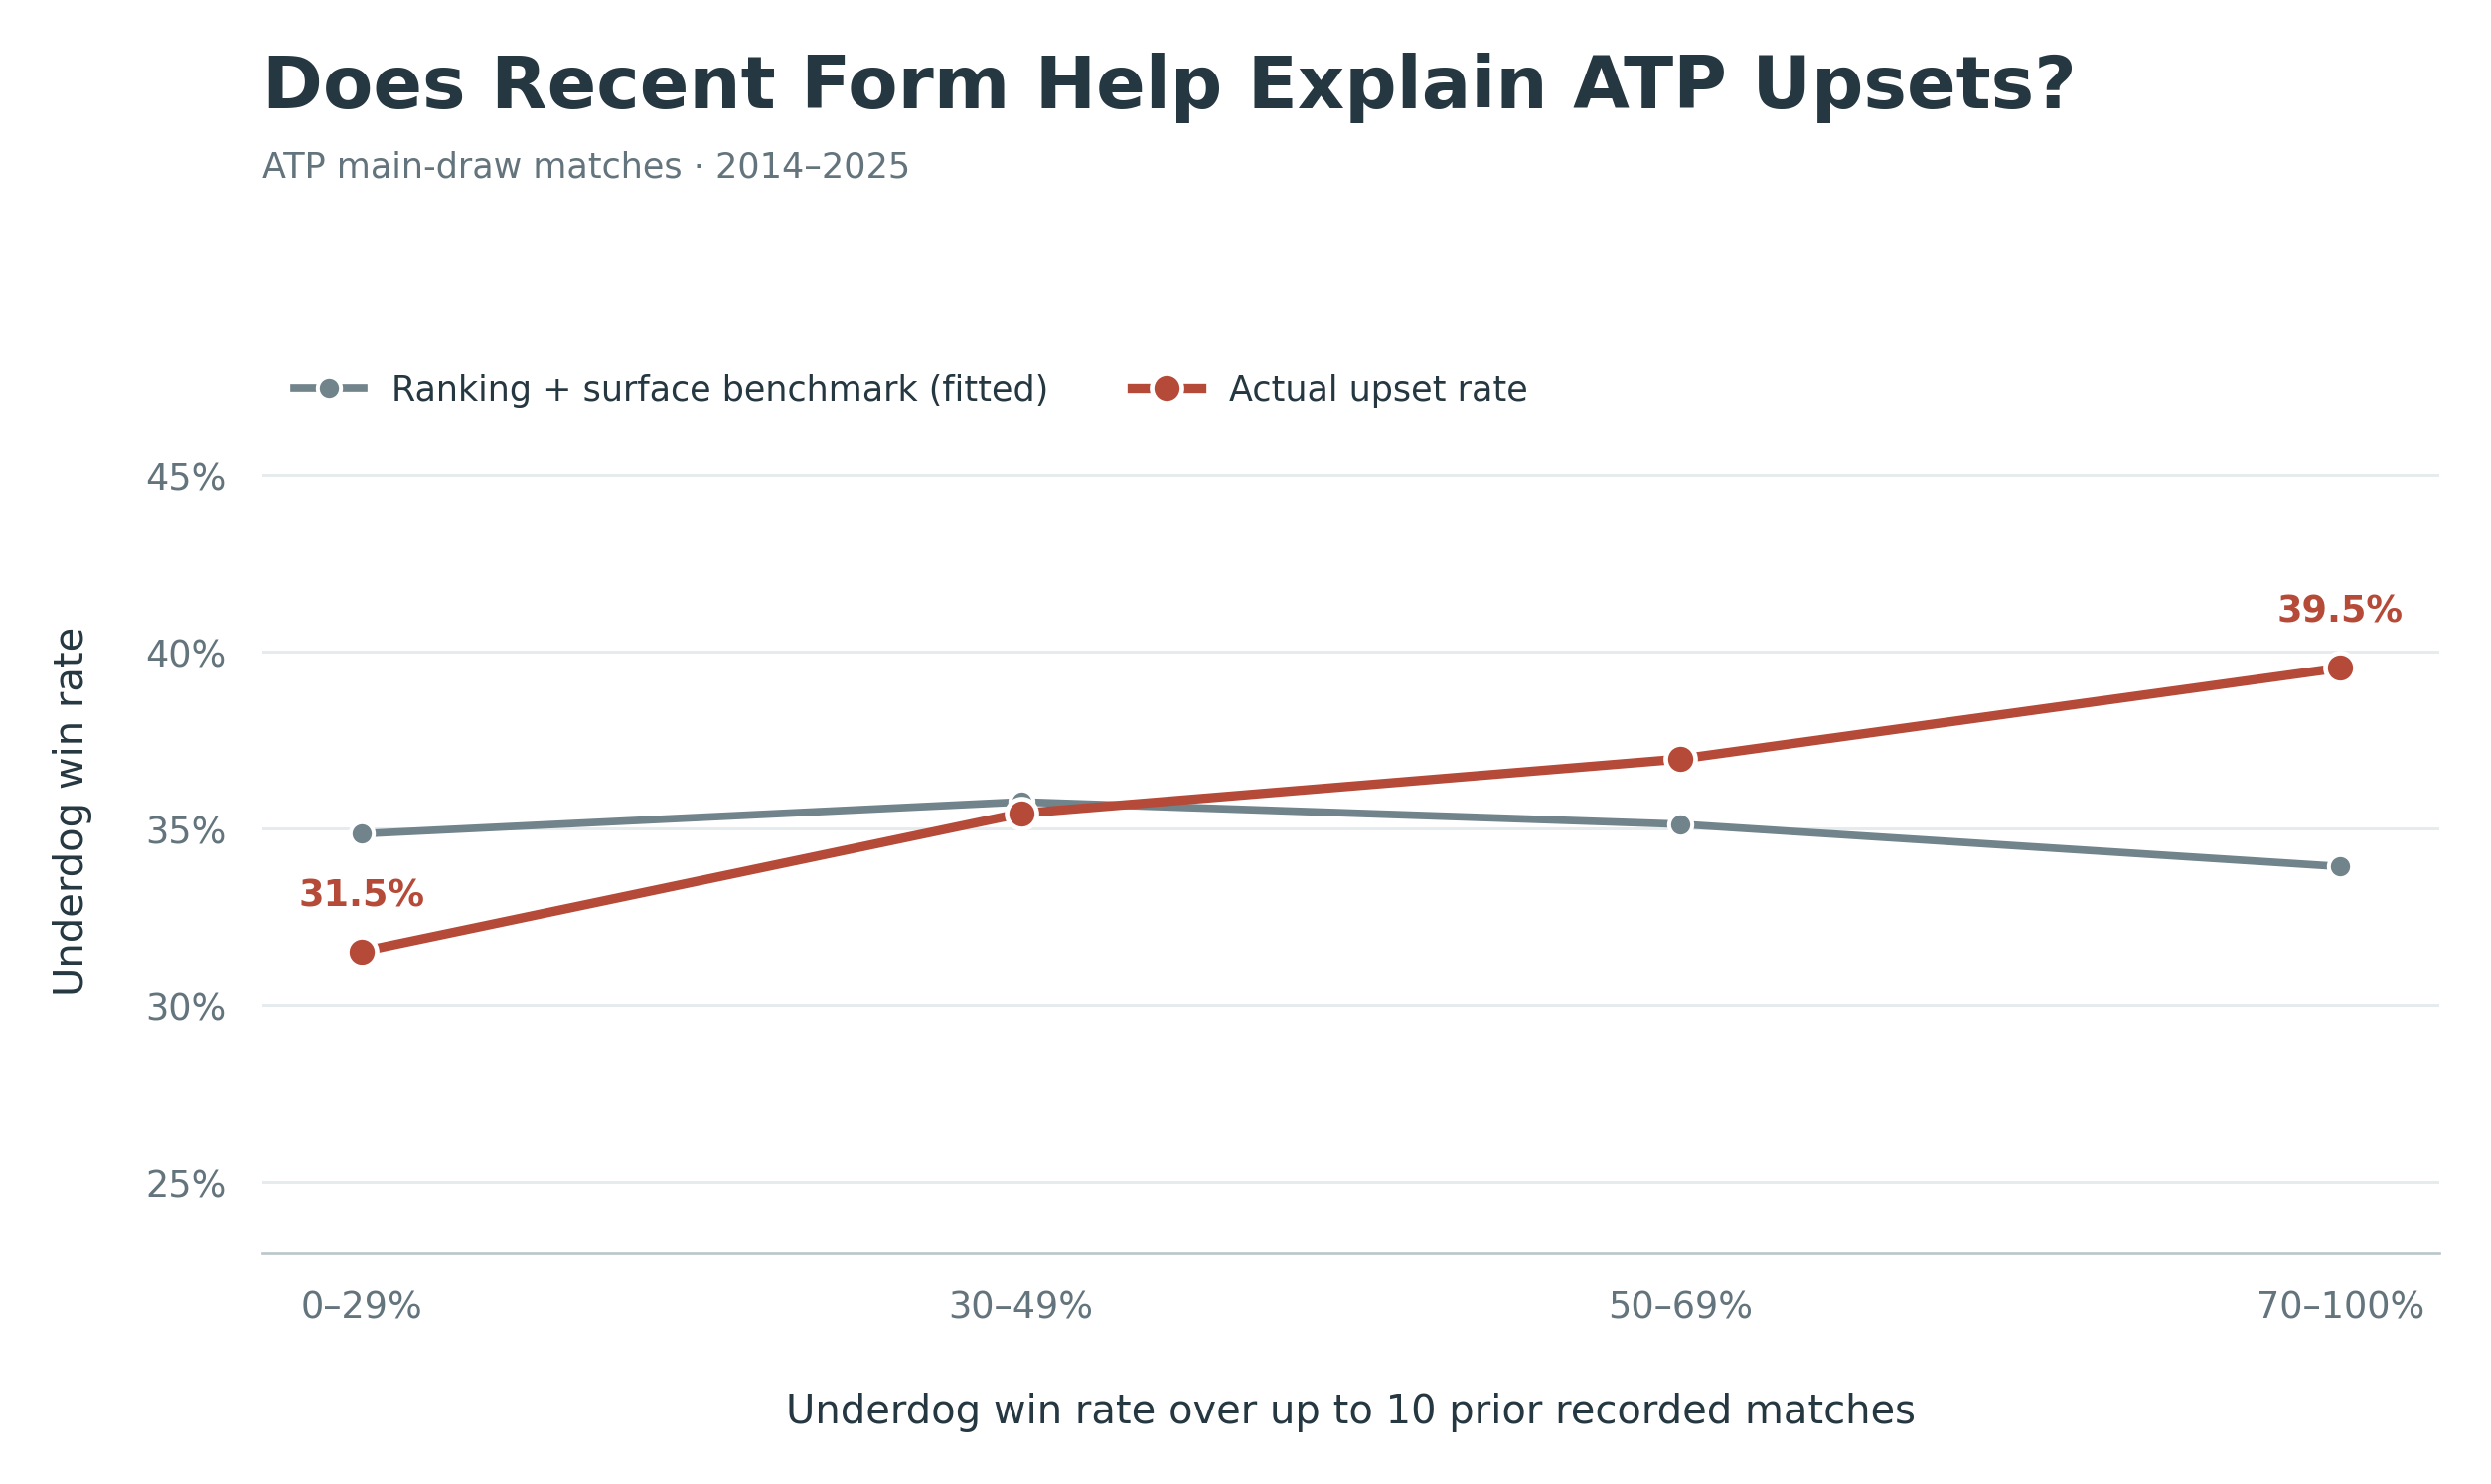 Does Recent Form Help Explain ATP Upsets?
ATP main-draw matches · 2014–2025
Ranking + surface benchmark (fitted)
Actual upset rate
45%
40%
35%
30%
25%
Underdog win rate
31.5%
39.5%
0–29%
30–49%
50–69%
70–100%
Underdog win rate over up to 10 prior recorded matches